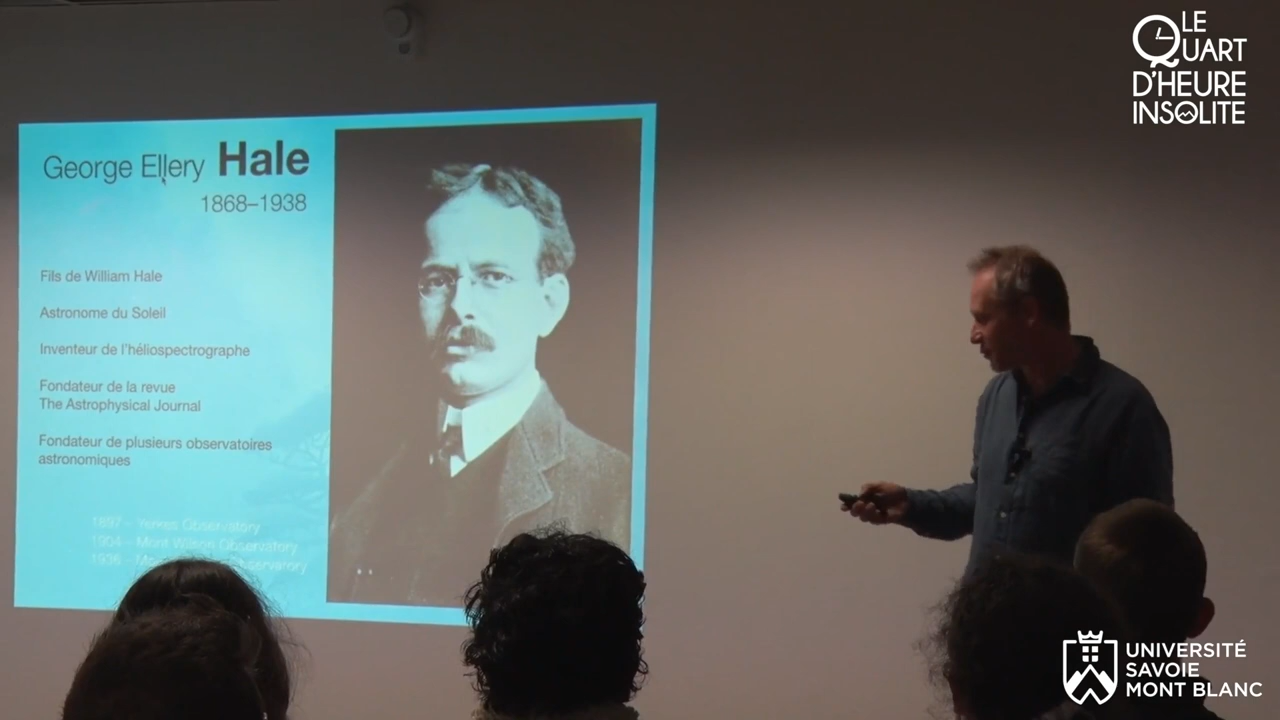 George Ellery Hale
1868–1938
Fils de William Hale
Astronome du Soleil
Inventeur de l'héliospectrographe
Fondateur de la revue
The Astrophysical Journal
Fondateur de plusieurs observatoires
astronomiques
1897 – Yerkes Observatory
1904 – Mont Wilson Observatory
1936 –
LE
QUART
D'HEURE
INSOLITE
UNIVERSITÉ
SAVOIE
MONT BLANC